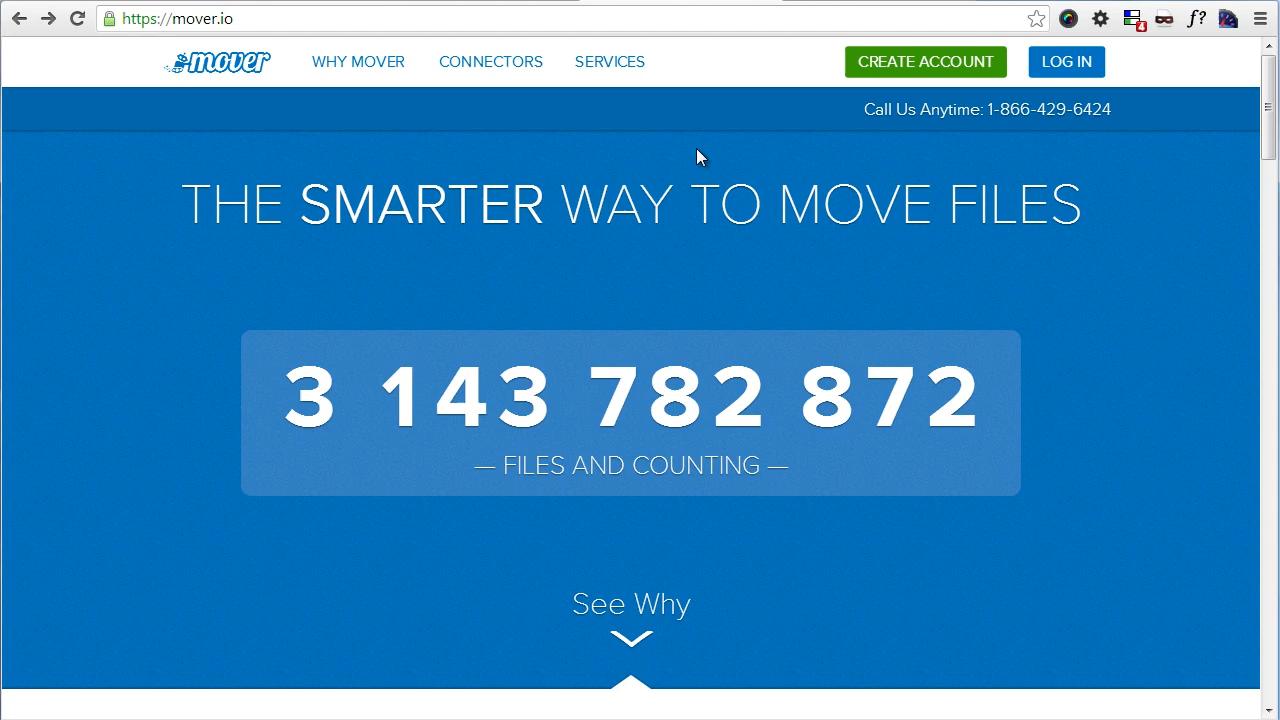 https://mover.io
4
f?
mover
WHY MOVER
CONNECTORS
SERVICES
CREATE ACCOUNT
LOG IN
Call Us Anytime: 1-866-429-6424
THE SMARTER WAY TO MOVE FILES
3 143 782 872
— FILES AND COUNTING —
See Why